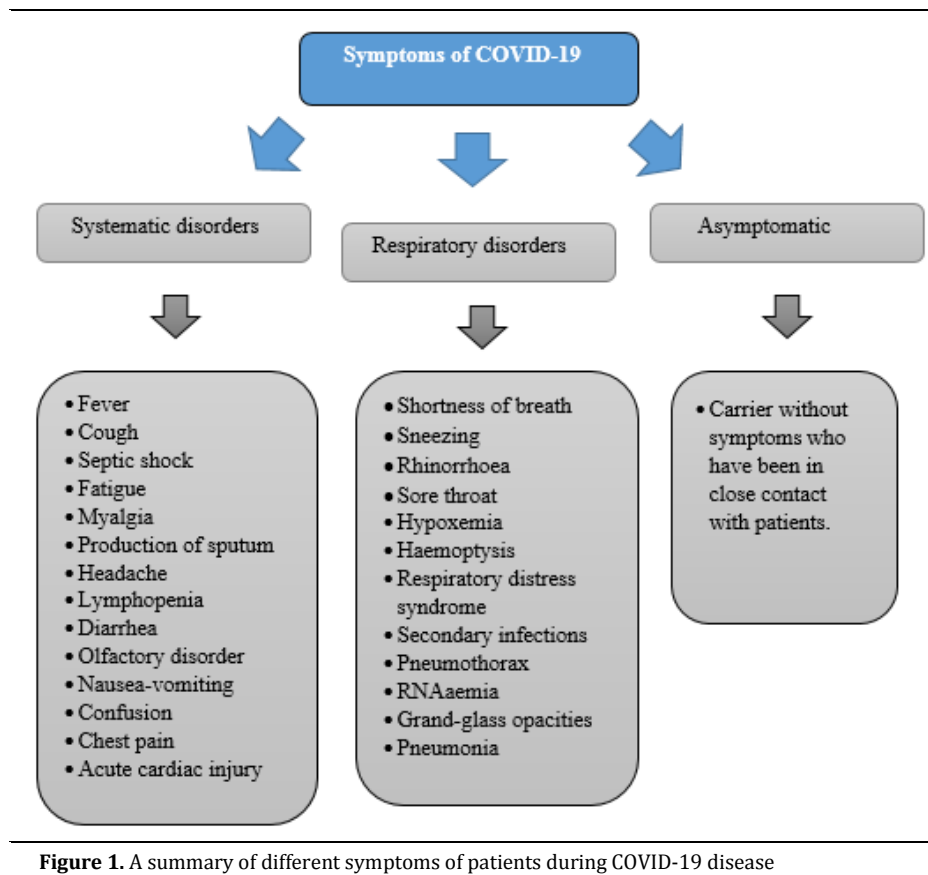 Symptoms of COVID-19
Systematic disorders
Respiratory disorders
Asymptomatic
• Fever
• Cough
• Septic shock
• Fatigue
• Myalgia
• Production of sputum
• Headache
• Lymphopenia
• Diarrhea
• Olfactory disorder
• Nausea-vomiting
• Confusion
• Chest pain
• Acute cardiac injury
• Shortness of breath
• Sneezing
• Rhinorrhoea
• Sore throat
• Hypoxemia
• Haemoptysis
• Respiratory distress
syndrome
• Secondary infections
• Pneumothorax
• RNAaemia
• Grand-glass opacities
• Pneumonia
• Carrier without
symptoms who
have been in
close contact
with patients.
Figure 1. A summary of different symptoms of patients during COVID-19 disease